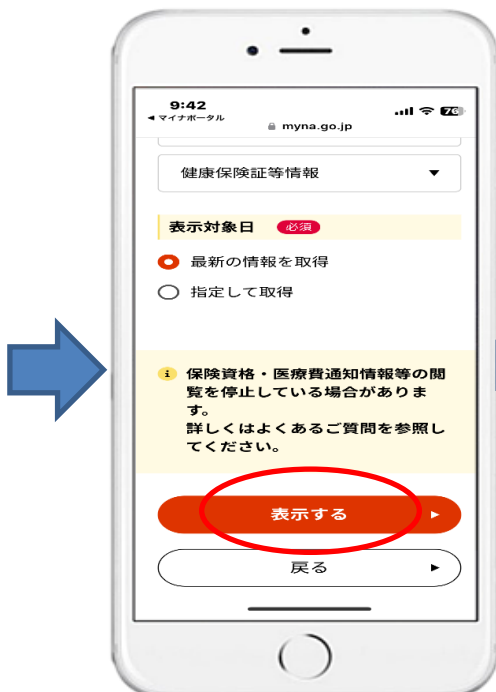 9:42
76
◀ マイナポータル
myna.go.jp
健康保険証等情報 ▼
表示対象日 必須
最新の情報を取得
指定して取得
i 保険資格・医療費通知情報等の閲
覧を停止している場合がありま
す。
詳しくはよくあるご質問を参照し
てください。
表示する ▶
戻る ▶